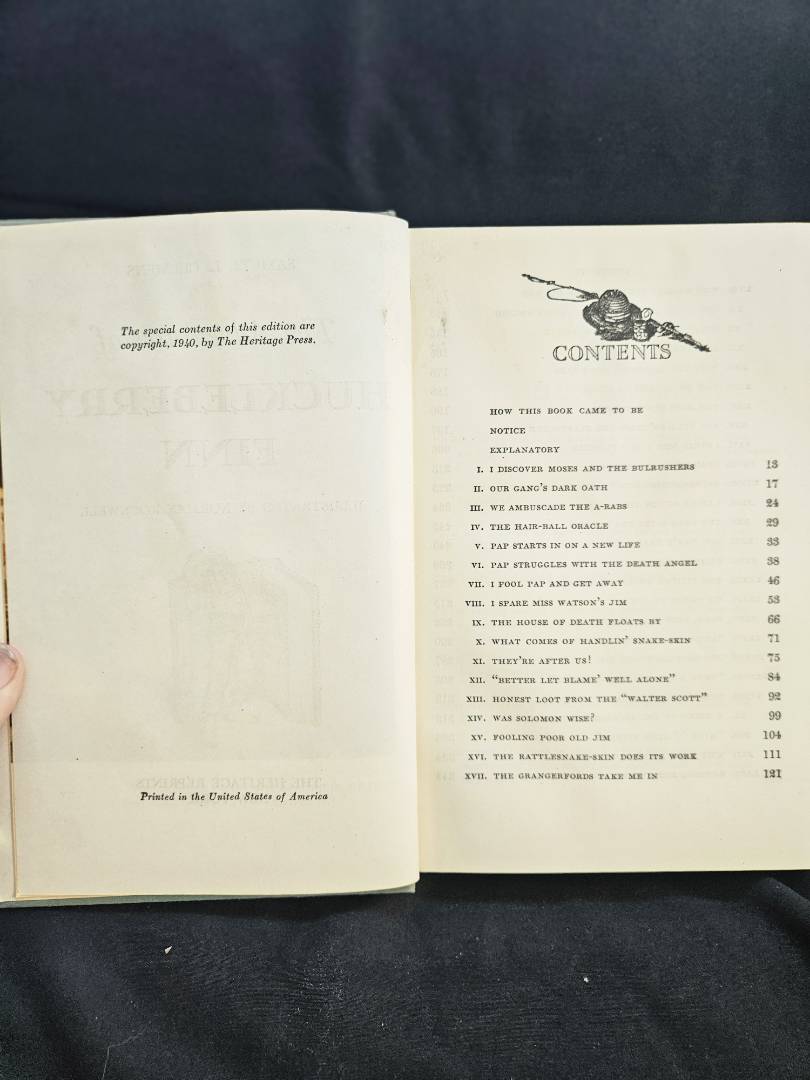 The special contents of this edition are
copyright, 1940, by The Heritage Press.
Printed in the United States of America
CONTENTS
HOW THIS BOOK CAME TO BE
NOTICE
EXPLANATORY
I. I DISCOVER MOSES AND THE BULRUSHERS 13
II. OUR GANG'S DARK OATH 17
III. WE AMBUSCADE THE A-RABS 24
IV. THE HAIR-BALL ORACLE 29
V. PAP STARTS IN ON A NEW LIFE 33
VI. PAP STRUGGLES WITH THE DEATH ANGEL 38
VII. I FOOL PAP AND GET AWAY 46
VIII. I SPARE MISS WATSON'S JIM 53
IX. THE HOUSE OF DEATH FLOATS BY 66
X. WHAT COMES OF HANDLIN' SNAKE-SKIN 71
XI. THEY'RE AFTER US! 75
XII. "BETTER LET BLAME' WELL ALONE" 84
XIII. HONEST LOOT FROM THE "WALTER SCOTT" 92
XIV. WAS SOLOMON WISE? 99
XV. FOOLING POOR OLD JIM 104
XVI. THE RATTLESNAKE-SKIN DOES ITS WORK 111
XVII. THE GRANGERFORDS TAKE ME IN 121